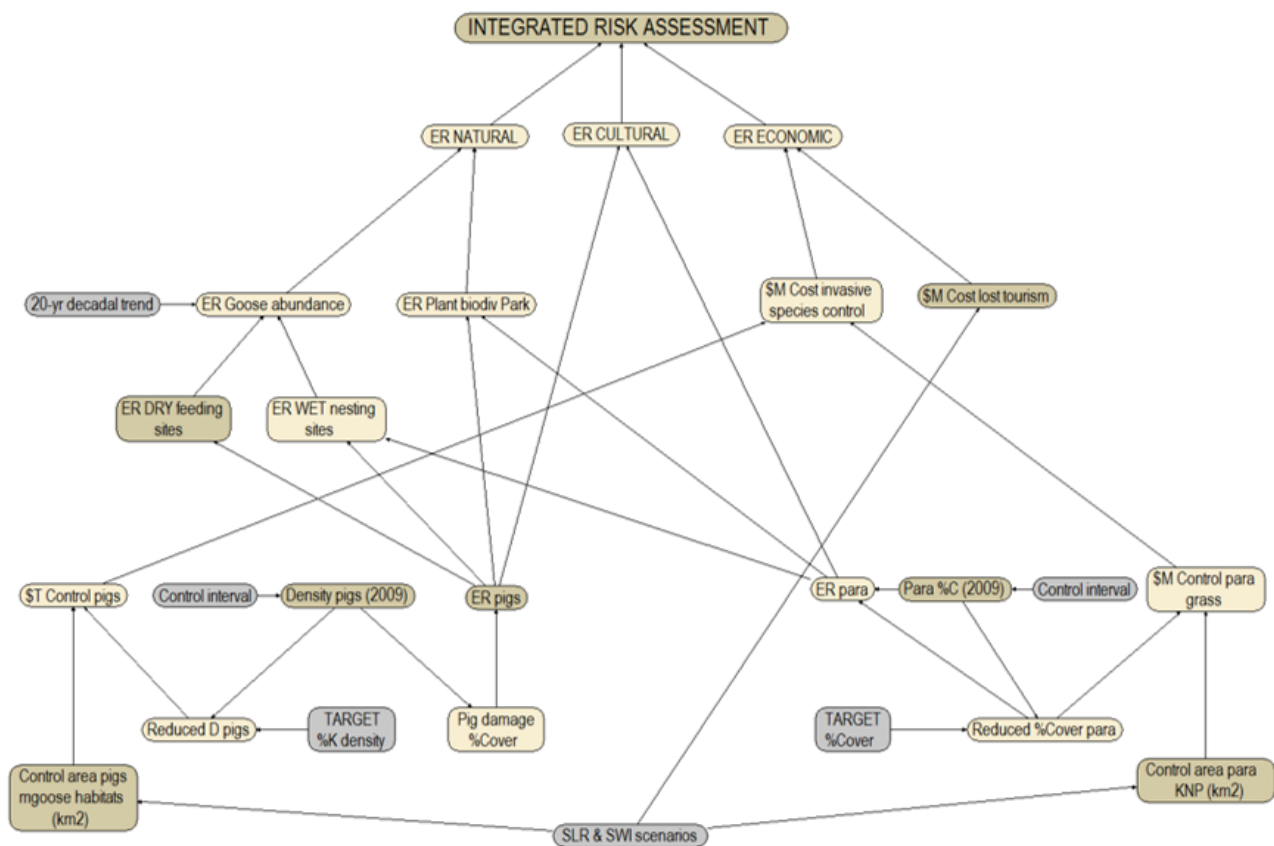 INTEGRATED RISK ASSESSMENT
ER NATURAL
ER CULTURAL
ER ECONOMIC
20-yr decadal trend
ER Goose abundance
ER Plant biodiv Park
$M Cost invasive
species control
$M Cost lost tourism
ER DRY feeding
sites
ER WET nesting
sites
$T Control pigs
Control interval
Density pigs (2009)
ER pigs
ER para
Para %C (2009)
Control interval
$M Control para
grass
Reduced D pigs
TARGET
%K density
Pig damage
%Cover
TARGET
%Cover
Reduced %Cover para
Control area pigs
mgoose habitats
(km2)
Control area para
KNP (km2)
SLR & SWI scenarios